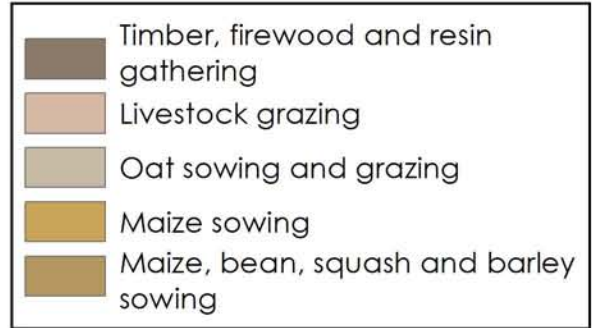 Timber, firewood and resin
gathering
Livestock grazing
Oat sowing and grazing
Maize sowing
Maize, bean, squash and barley
sowing